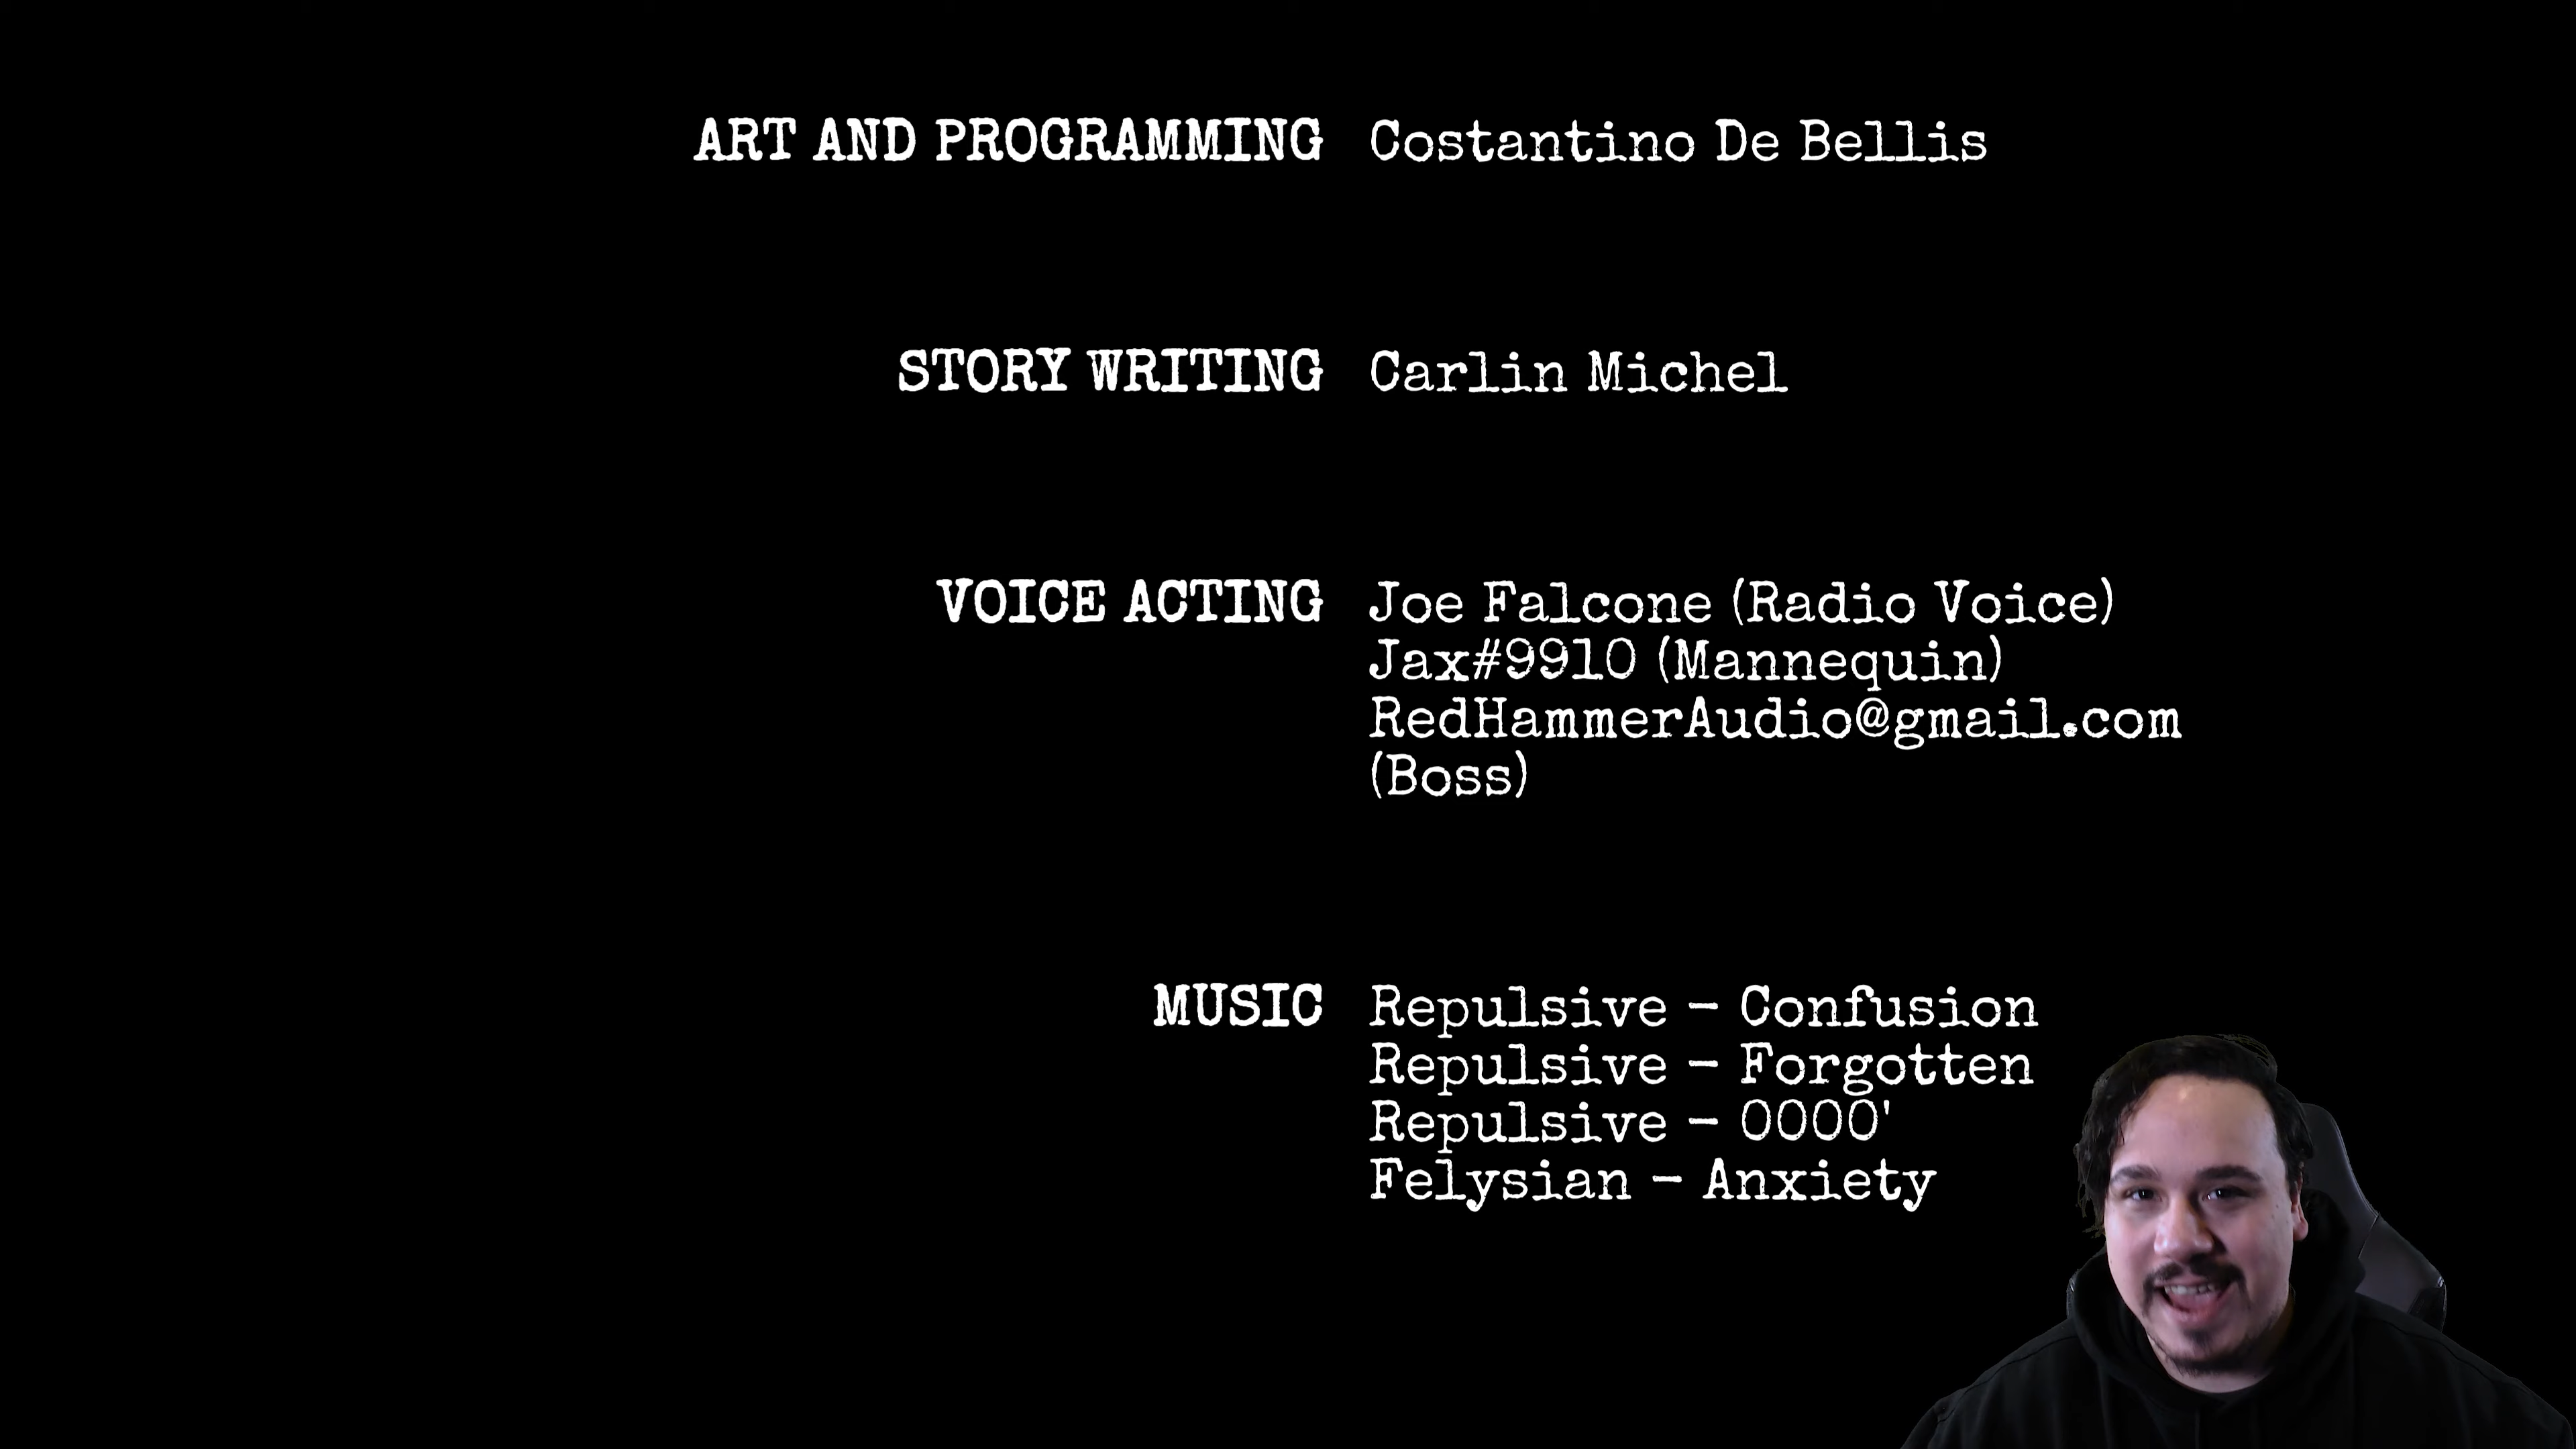 ART AND PROGRAMMING Costantino De Bellis
STORY WRITING Carlin Michel
VOICE ACTING Joe Falcone (Radio Voice)
Jax#9910 (Mannequin)
RedHammerAudio@gmail.com
(Boss)
MUSIC Repulsive - Confusion
Repulsive - Forgotten
Repulsive - 0000'
Felysian - Anxiety